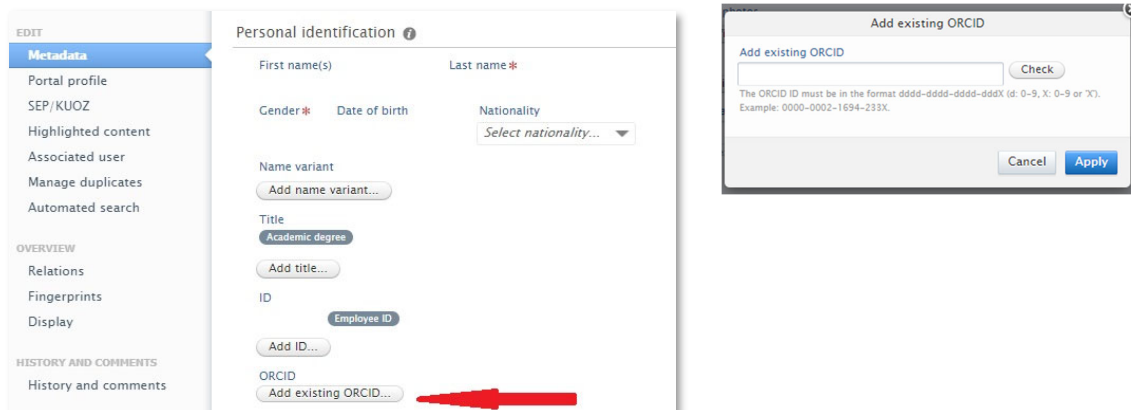 EDIT
Metadata
Portal profile
SEP/KUOZ
Highlighted content
Associated user
Manage duplicates
Automated search
OVERVIEW
Relations
Fingerprints
Display
HISTORY AND COMMENTS
History and comments
Personal identification
First name(s) Last name*
Gender* Date of birth Nationality
Select nationality...
Name variant
Add name variant...
Title
Academic degree
Add title...
ID
Employee ID
Add ID...
ORCID
Add existing ORCID...
Add existing ORCID
Add existing ORCID
Check
The ORCID ID must be in the format dddd-dddd-dddd-dddX (d: 0-9, X: 0-9 or 'X').
Example: 0000-0002-1694-233X.
Cancel Apply